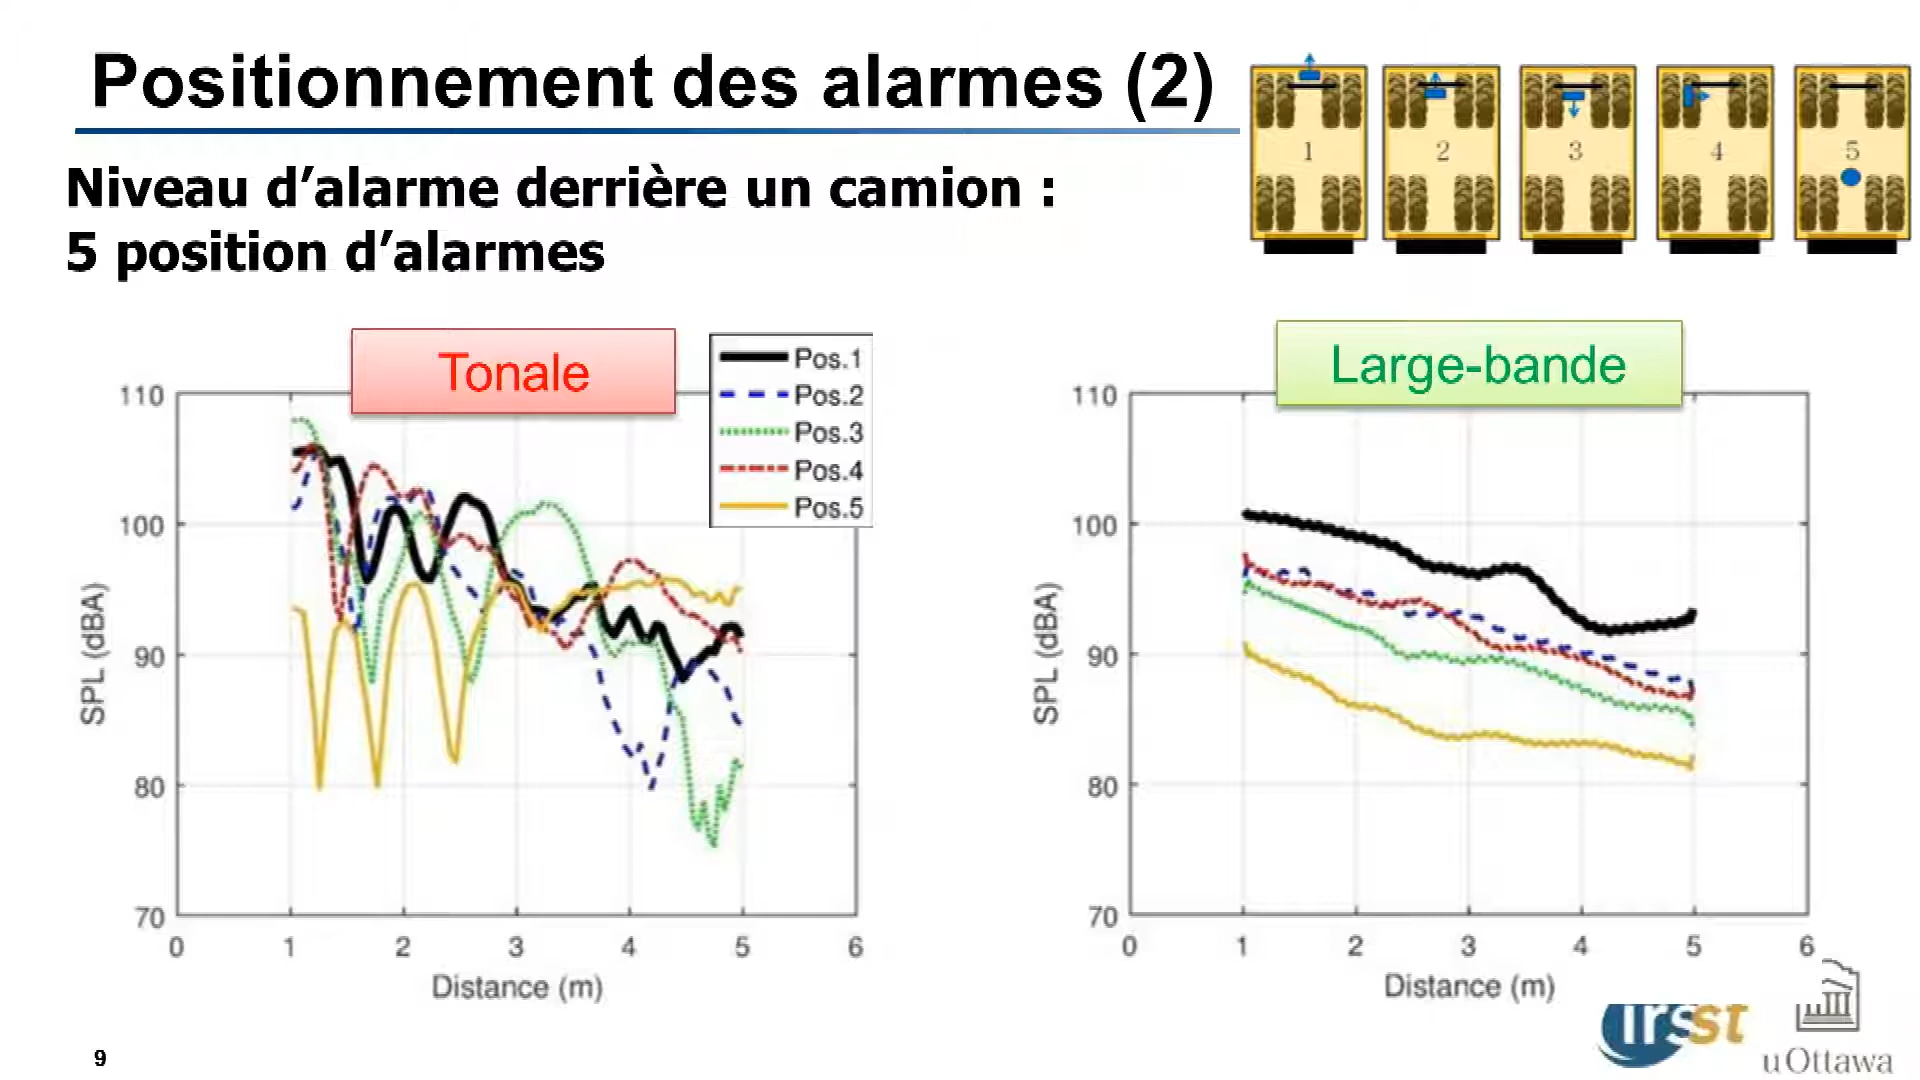 Positionnement des alarmes (2)
1 2 3 4 5
Niveau d’alarme derrière un camion :
5 position d’alarmes
Tonale
Pos.1
Pos.2
Pos.3
Pos.4
Pos.5
110
100
90
80
70
SPL (dBA)
0 1 2 3 4 5 6
Distance (m)
Large-bande
110
100
90
80
70
SPL (dBA)
0 1 2 3 4 5 6
Distance (m)
irsst
uOttawa
9